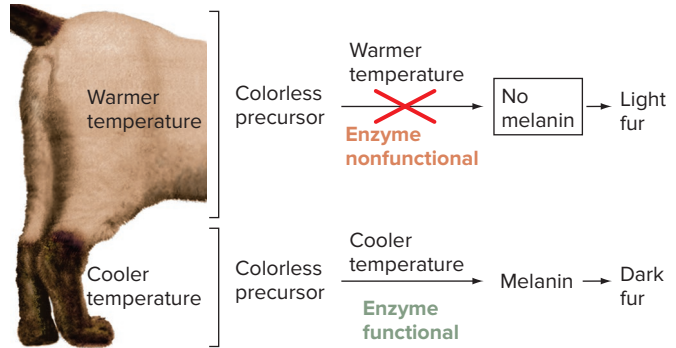 Warmer
temperature
Colorless
precursor
Warmer
temperature
Enzyme
nonfunctional
No
melanin
Light
fur
Cooler
temperature
Colorless
precursor
Cooler
temperature
Enzyme
functional
Melanin
Dark
fur